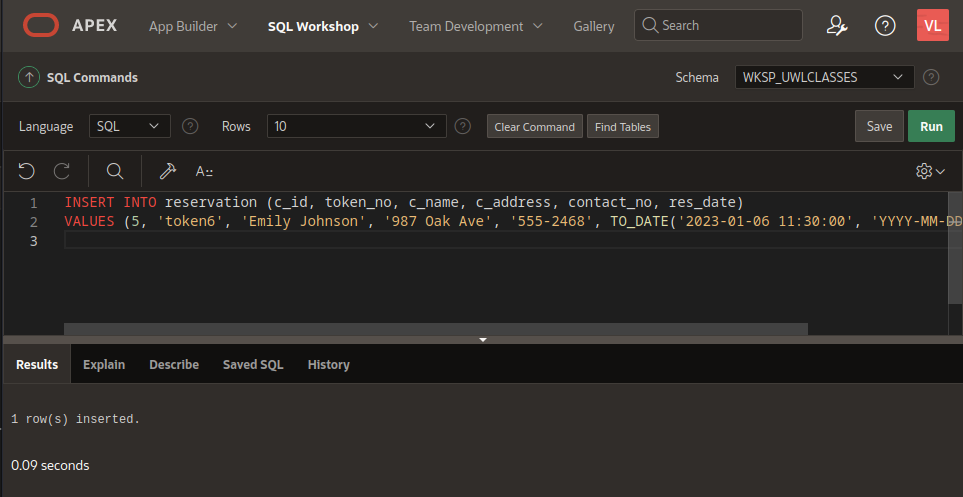 APEX App Builder SQL Workshop Team Development Gallery Search VL
SQL Commands Schema WKSP_UWLCLASSES ?
Language SQL ? Rows 10 ? Clear Command Find Tables Save Run
A::
1 INSERT INTO reservation (c_id, token_no, c_name, c_address, contact_no, res_date)
2 VALUES (5, 'token6', 'Emily Johnson', '987 Oak Ave', '555-2468', TO_DATE('2023-01-06 11:30:00', 'YYYY-MM-DD
3
Results Explain Describe Saved SQL History
1 row(s) inserted.
0.09 seconds